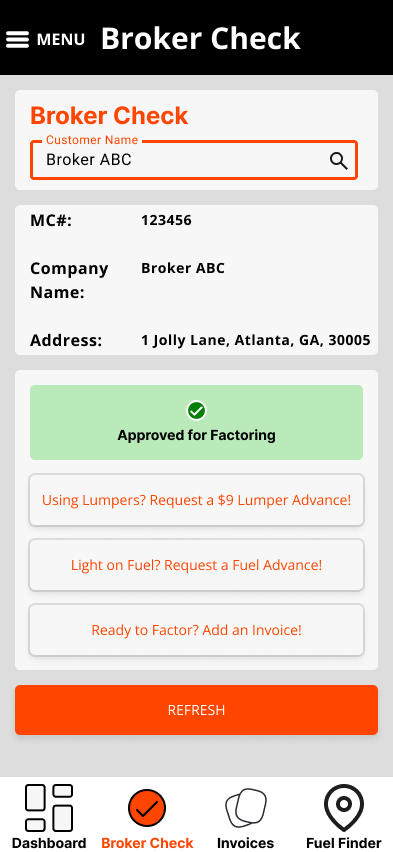 MENU Broker Check
Broker Check
Customer Name
Broker ABC
MC#: 123456
Company Name: Broker ABC
Address: 1 Jolly Lane, Atlanta, GA, 30005
Approved for Factoring
Using Lumpers? Request a $9 Lumper Advance!
Light on Fuel? Request a Fuel Advance!
Ready to Factor? Add an Invoice!
REFRESH
Dashboard Broker Check Invoices Fuel Finder